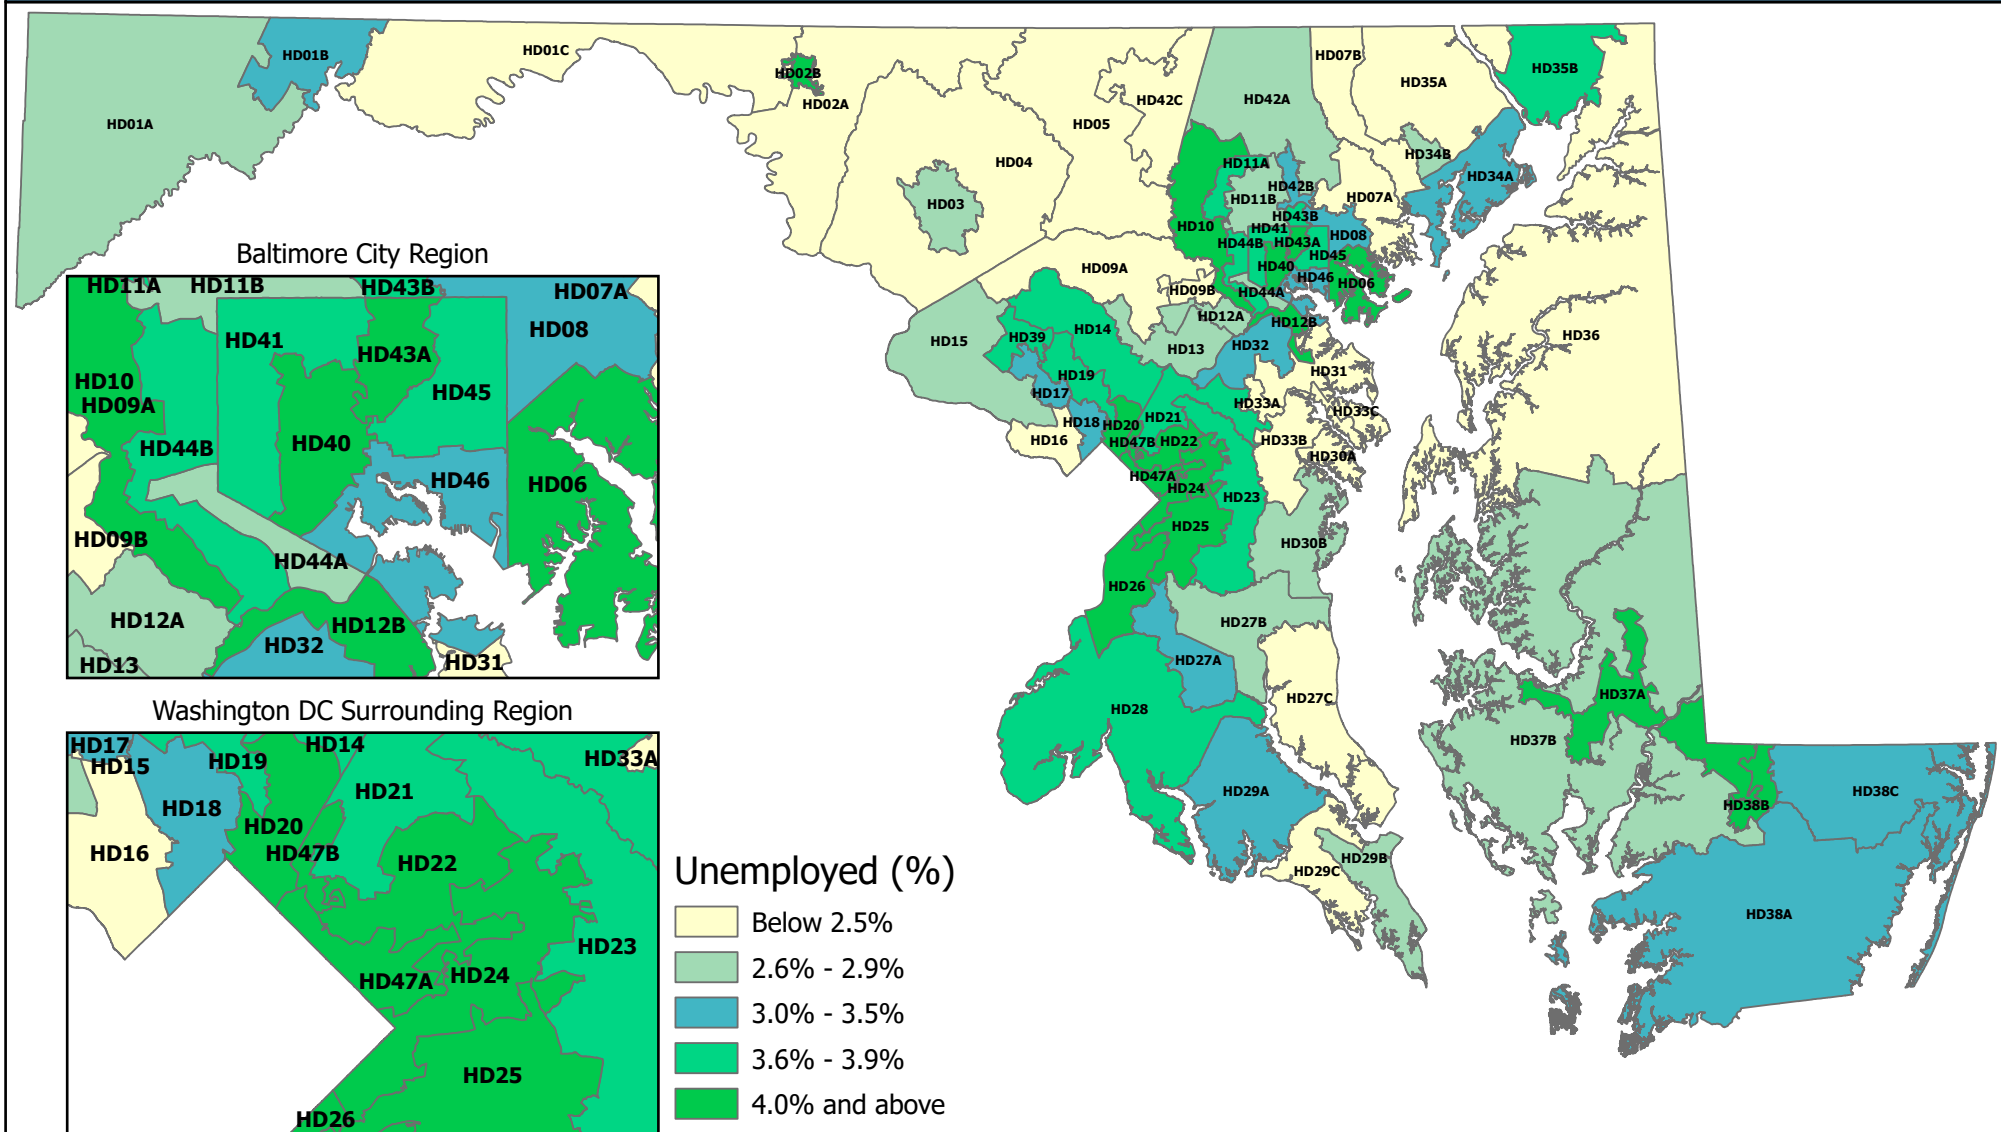 HD01A
HD01B
HD01C
HD02B
HD02A
HD04
HD03
HD05
HD42C
HD42A
HD07B
HD35A
HD35B
HD34B
HD34A
HD07A
HD11A
HD42B
HD11B
HD43B
HD10
HD41
HD08
HD44B
HD43A
HD45
HD40
HD46
HD06
HD09A
HD09B
HD44A
HD12A
HD12B
HD36
HD15
HD39
HD14
HD13
HD32
HD31
HD19
HD17
HD33A
HD33C
HD18
HD20
HD21
HD16
HD47B
HD22
HD33B
HD30A
HD47A
HD24
HD23
HD25
HD30B
HD26
HD27B
HD27A
HD27C
HD28
HD37A
HD37B
HD29A
HD38B
HD38C
HD29B
HD29C
HD38A
Baltimore City Region
HD11A
HD11B
HD43B
HD07A
HD08
HD41
HD43A
HD10
HD09A
HD45
HD44B
HD40
HD46
HD06
HD09B
HD44A
HD12A
HD12B
HD32
HD13
HD31
Washington DC Surrounding Region
HD17
HD14
HD33A
HD15
HD19
HD21
HD18
HD20
HD16
HD47B
HD22
HD23
HD47A
HD24
HD25
HD26
Unemployed (%)
Below 2.5%
2.6% - 2.9%
3.0% - 3.5%
3.6% - 3.9%
4.0% and above